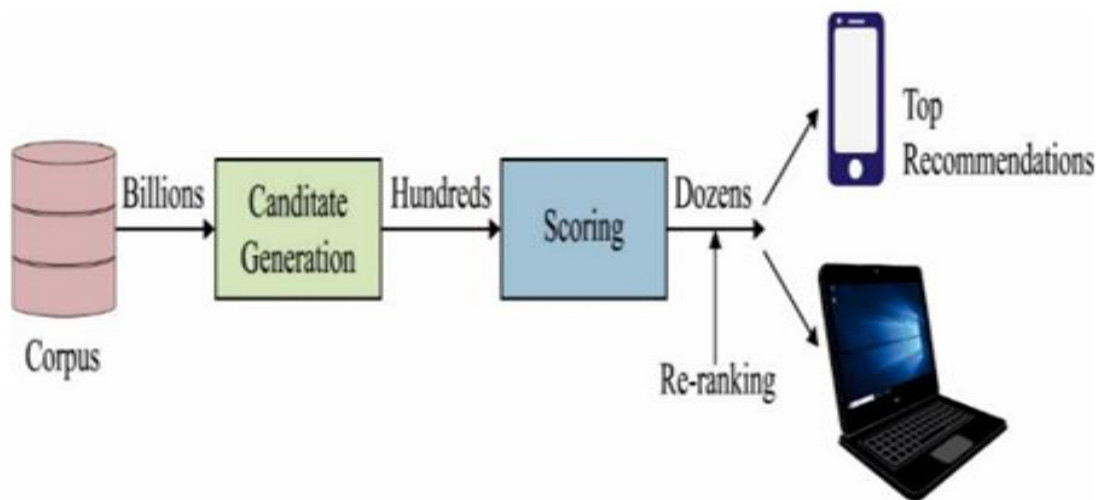 Corpus
Billions
Canditate
Generation
Hundreds
Scoring
Dozens
Re-ranking
Top
Recommendations